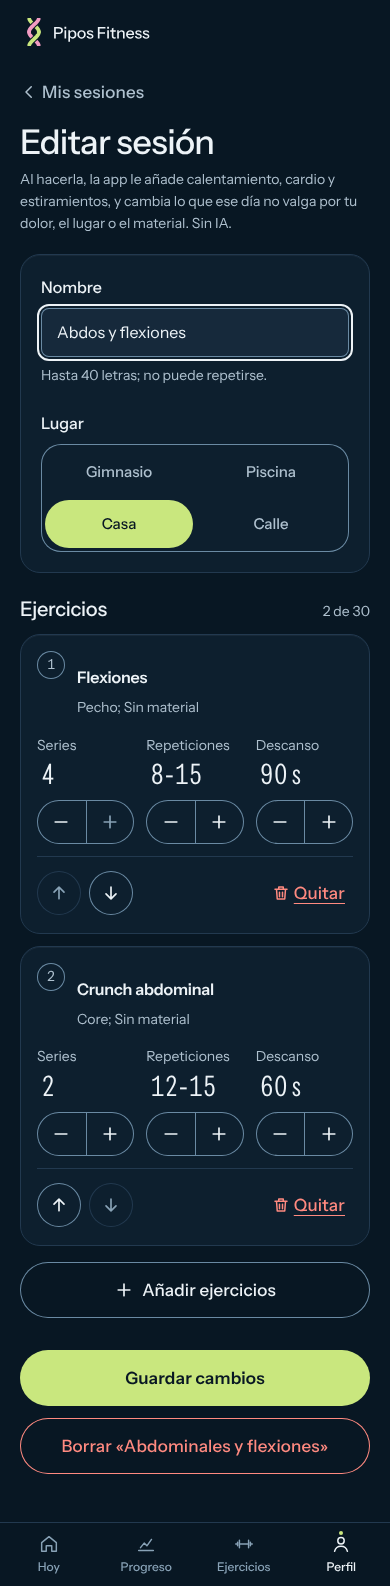 Pipos Fitness
Mis sesiones
Editar sesión
Al hacerla, la app le añade calentamiento, cardio y
estiramientos, y cambia lo que ese día no valga por tu
dolor, el lugar o el material. Sin IA.
Nombre
Abdos y flexiones
Hasta 40 letras; no puede repetirse.
Lugar
Gimnasio Piscina
Casa Calle
Ejercicios 2 de 30
1
Flexiones
Pecho; Sin material
Series Repeticiones Descanso
4 8-15 90 s
− + − + − +
Quitar
2
Crunch abdominal
Core; Sin material
Series Repeticiones Descanso
2 12-15 60 s
− + − + − +
Quitar
+ Añadir ejercicios
Guardar cambios
Borrar «Abdominales y flexiones»
Hoy Progreso Ejercicios Perfil